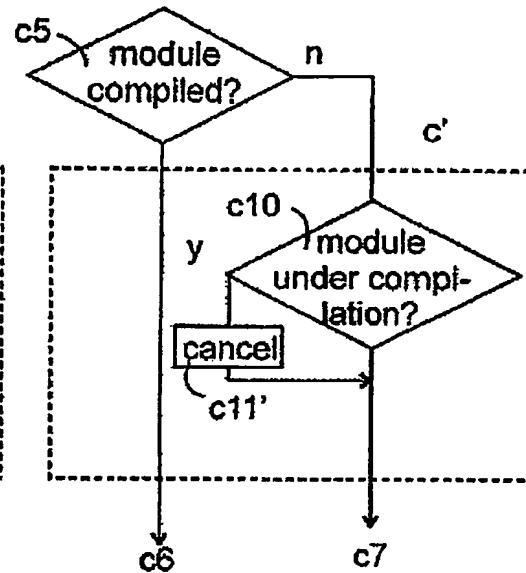 c5
module
compiled?
n
c'
c10
module
under compi-
lation?
y
cancel
c11'
c6
c7